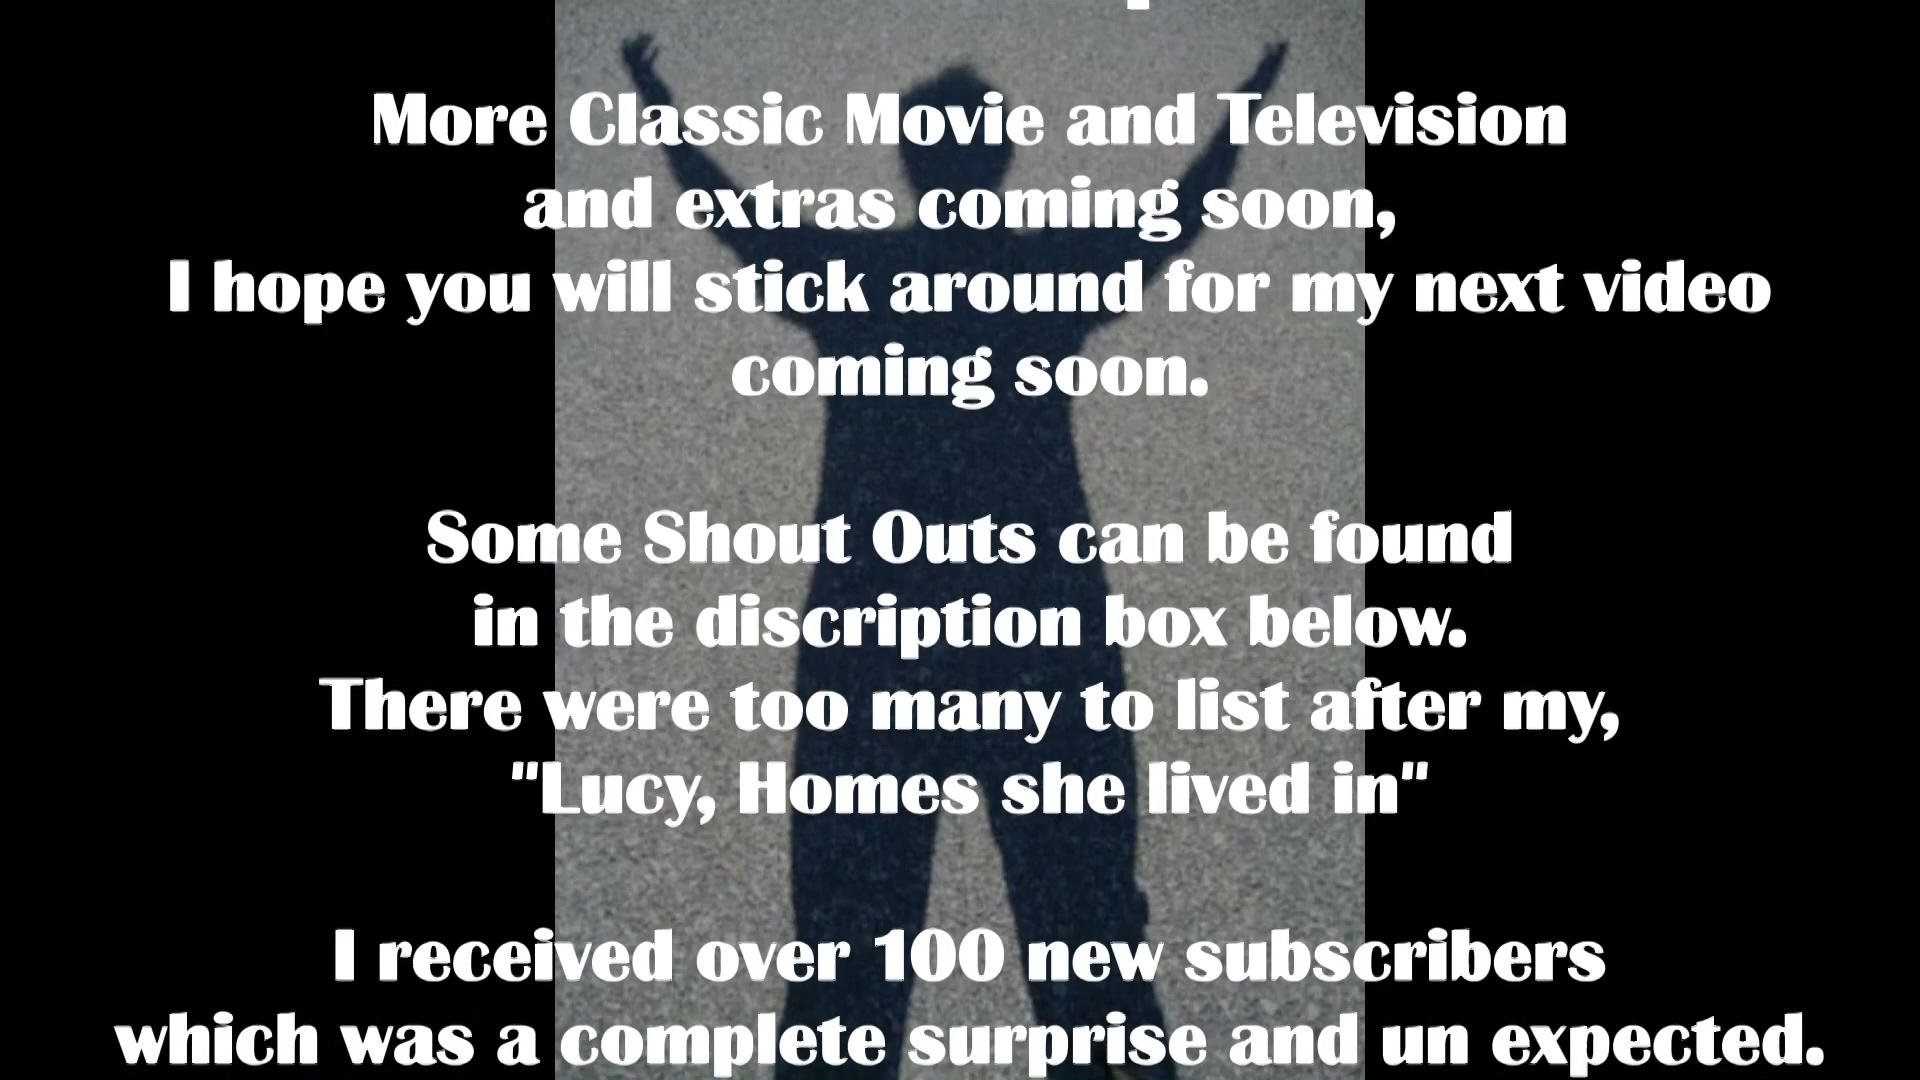 More Classic Movie and Television
and extras coming soon,
I hope you will stick around for my next video
coming soon.
Some Shout Outs can be found
in the discription box below.
There were too many to list after my,
"Lucy, Homes she lived in"
I received over 100 new subscribers
which was a complete surprise and un expected.